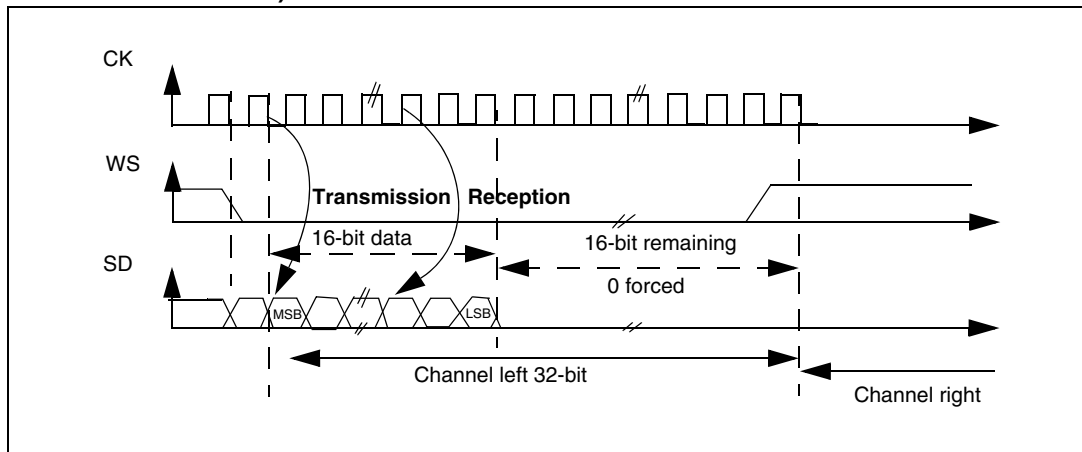 CK
WS
Transmission Reception
16-bit data
16-bit remaining
SD
0 forced
MSB
LSB
Channel left 32-bit
Channel right